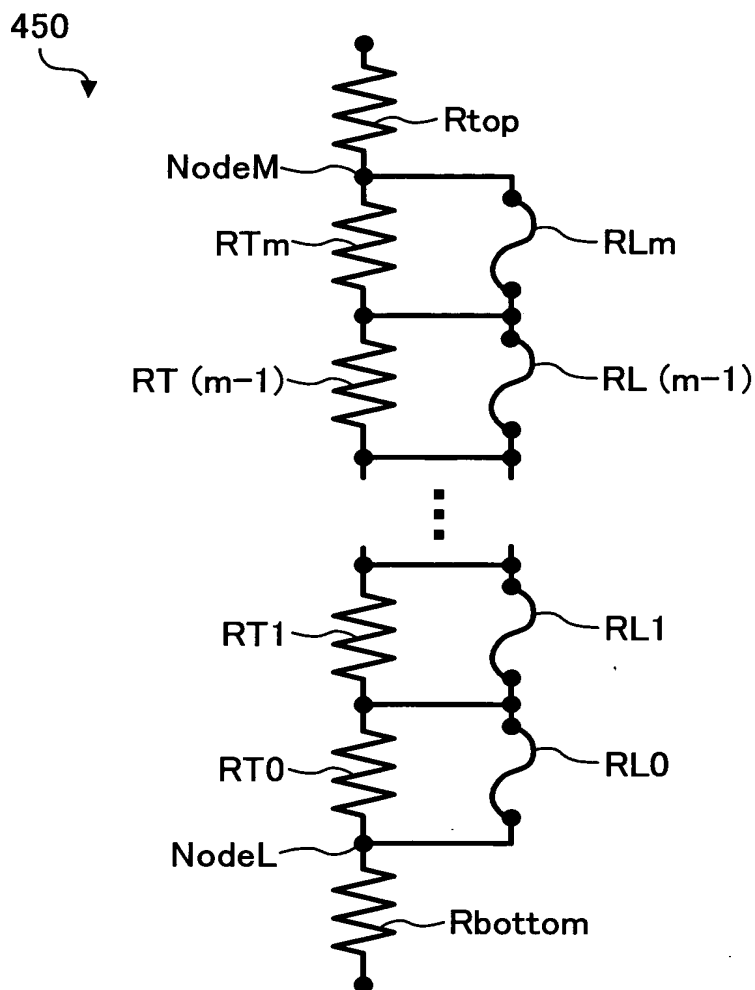 450
Rtop
NodeM
RTm
RLm
RT (m-1)
RL (m-1)
RT1
RL1
RT0
RL0
NodeL
Rbottom